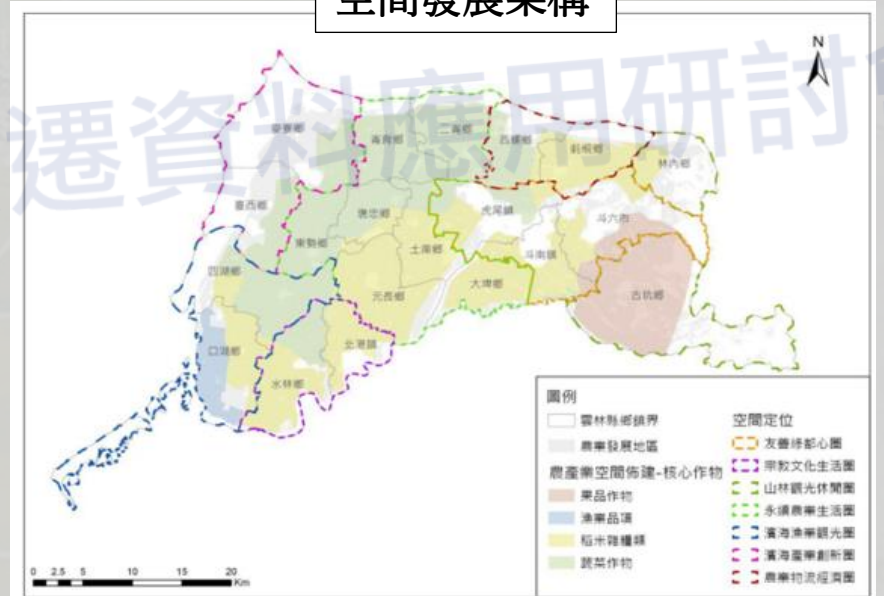 空間發展架構
遷資料應用研討會
N
麥寮鄉
崙背鄉
二崙鄉
西螺鄉
莿桐鄉
林內鄉
臺西鄉
褒忠鄉
虎尾鎮
斗六市
東勢鄉
土庫鄉
斗南鎮
四湖鄉
元長鄉
大埤鄉
古坑鄉
口湖鄉
北港鎮
水林鄉
圖例
雲林縣鄉鎮界
農業發展地區
農產業空間佈建-核心作物
果品作物
漁業品項
稻米雜糧類
蔬菜作物
空間定位
友善綠都心圈
宗教文化生活圈
山林觀光休閒圈
永續農業生活圈
濱海漁業觀光圈
濱海產業創新圈
農業物流經濟圈
0 2.5 5 10 15 20
Km